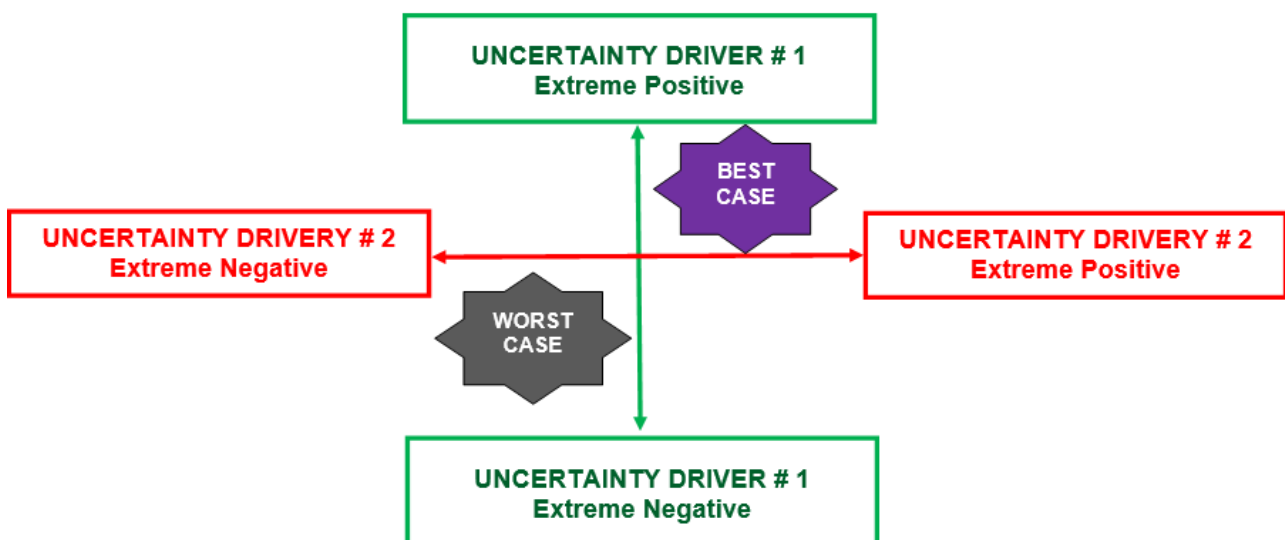 UNCERTAINTY DRIVER # 1
Extreme Positive
BEST
CASE
UNCERTAINTY DRIVERY # 2
Extreme Negative
UNCERTAINTY DRIVERY # 2
Extreme Positive
WORST
CASE
UNCERTAINTY DRIVER # 1
Extreme Negative